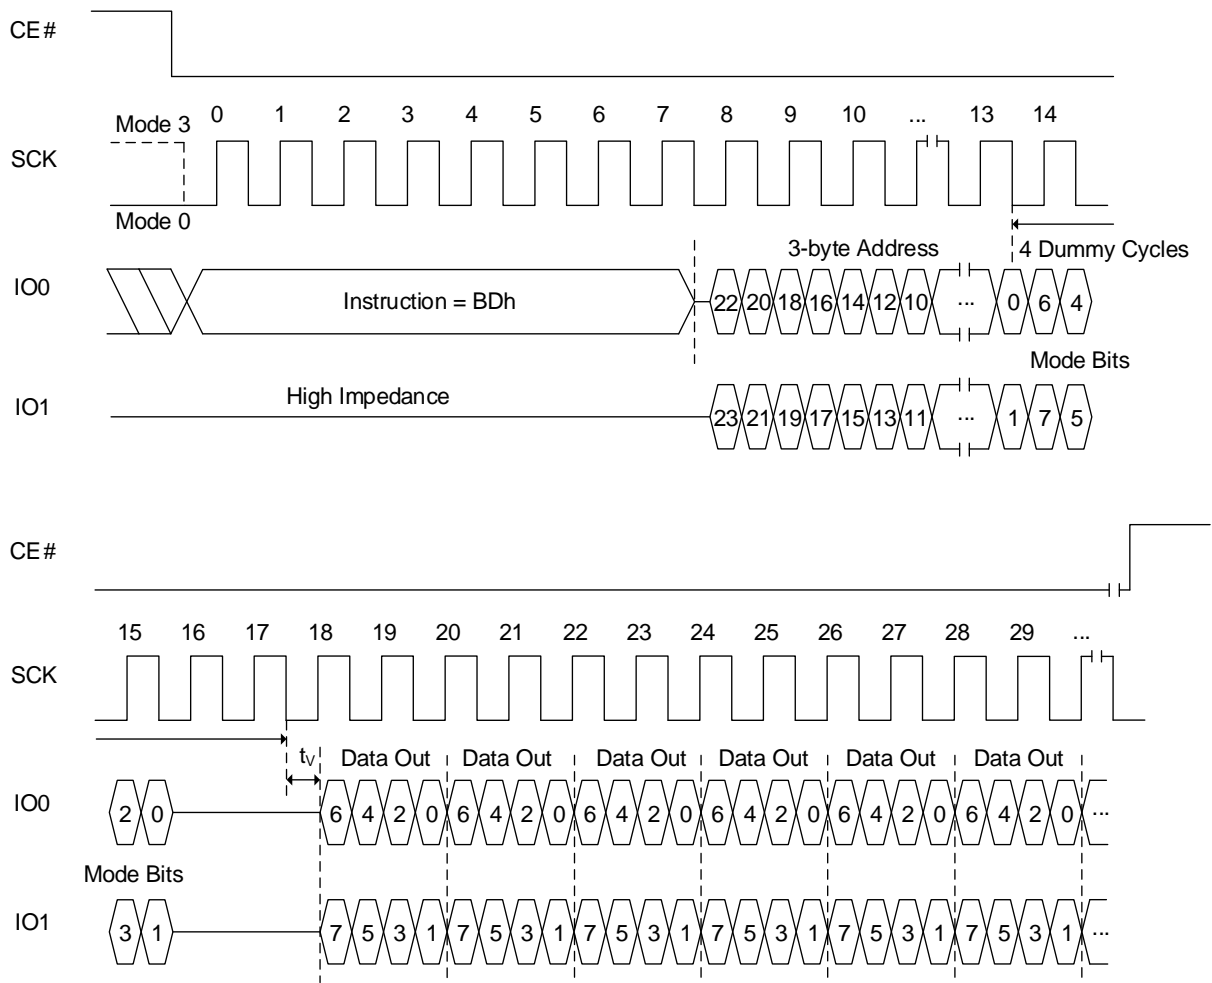 CE#
0 1 2 3 4 5 6 7 8 9 10 ... 13 14
Mode 3
SCK
Mode 0
3-byte Address
4 Dummy Cycles
IO0
Instruction = BDh
22 20 18 16 14 12 10 ... 0 6 4
Mode Bits
IO1
High Impedance
23 21 19 17 15 13 11 ... 1 7 5
CE#
15 16 17 18 19 20 21 22 23 24 25 26 27 28 29 ...
SCK
tV Data Out Data Out Data Out Data Out Data Out Data Out
IO0
2 0 6 4 2 0 6 4 2 0 6 4 2 0 6 4 2 0 6 4 2 0 6 4 2 0 ...
Mode Bits
IO1
3 1 7 5 3 1 7 5 3 1 7 5 3 1 7 5 3 1 7 5 3 1 7 5 3 1 ...